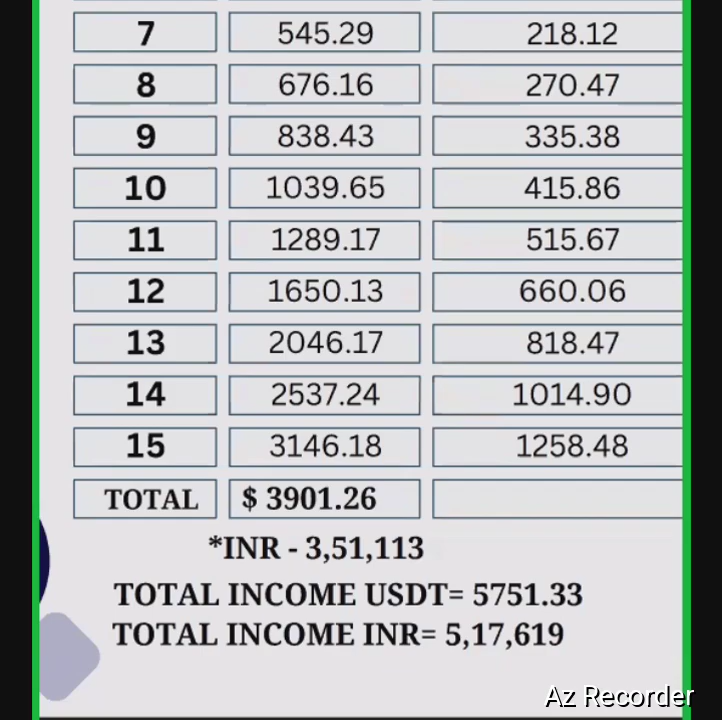 7 545.29 218.12
8 676.16 270.47
9 838.43 335.38
10 1039.65 415.86
11 1289.17 515.67
12 1650.13 660.06
13 2046.17 818.47
14 2537.24 1014.90
15 3146.18 1258.48
TOTAL $ 3901.26
*INR - 3,51,113
TOTAL INCOME USDT= 5751.33
TOTAL INCOME INR= 5,17,619
Az Recorder